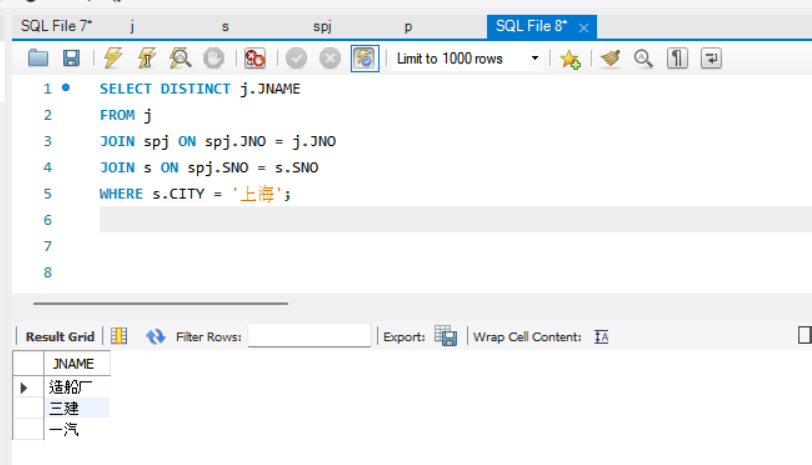 SQL File 7* j s spj p SQL File 8* ×
Limit to 1000 rows
1 SELECT DISTINCT j.JNAME
2 FROM j
3 JOIN spj ON spj.JNO = j.JNO
4 JOIN s ON spj.SNO = s.SNO
5 WHERE s.CITY = '上海';
6
7
8
Result Grid Filter Rows: Export: Wrap Cell Content:
JNAME
造船厂
三建
一汽